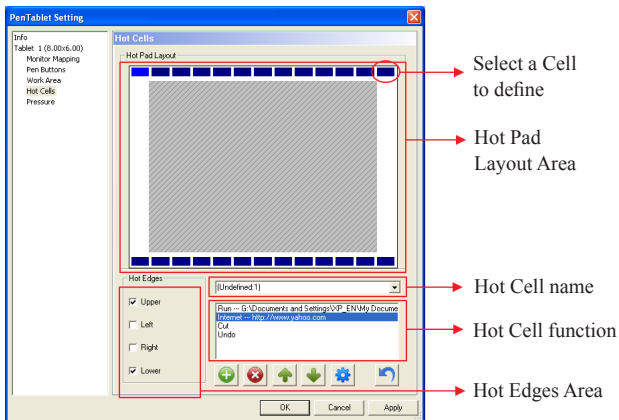 PenTablet Setting
Info
Tablet 1 (8.00x6.00)
Monitor Mapping
Pen Buttons
Work Area
Hot Cells
Pressure
Hot Cells
Hot Pad Layout
Select a Cell
to define
Hot Pad
Layout Area
Hot Edges
Upper
Left
Right
Lower
(Undefined:1)
Run --- G:\Documents and Settings\XP_EN\My Docume
Internet --- http://www.yahoo.com
Cut
Undo
Hot Cell name
Hot Cell function
Hot Edges Area
OK
Cancel
Apply